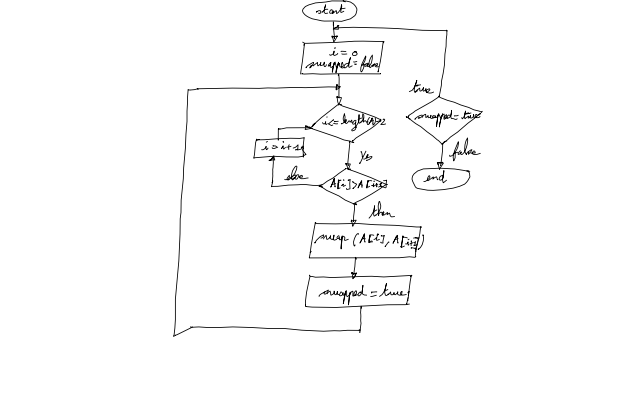 start
i = 0
swapped = false
true
i<= length(A)-2
swapped = true
i = i+1
yes
false
else
A[i]>A[i+1]
end
then
swap (A[i], A[i+1])
swapped = true